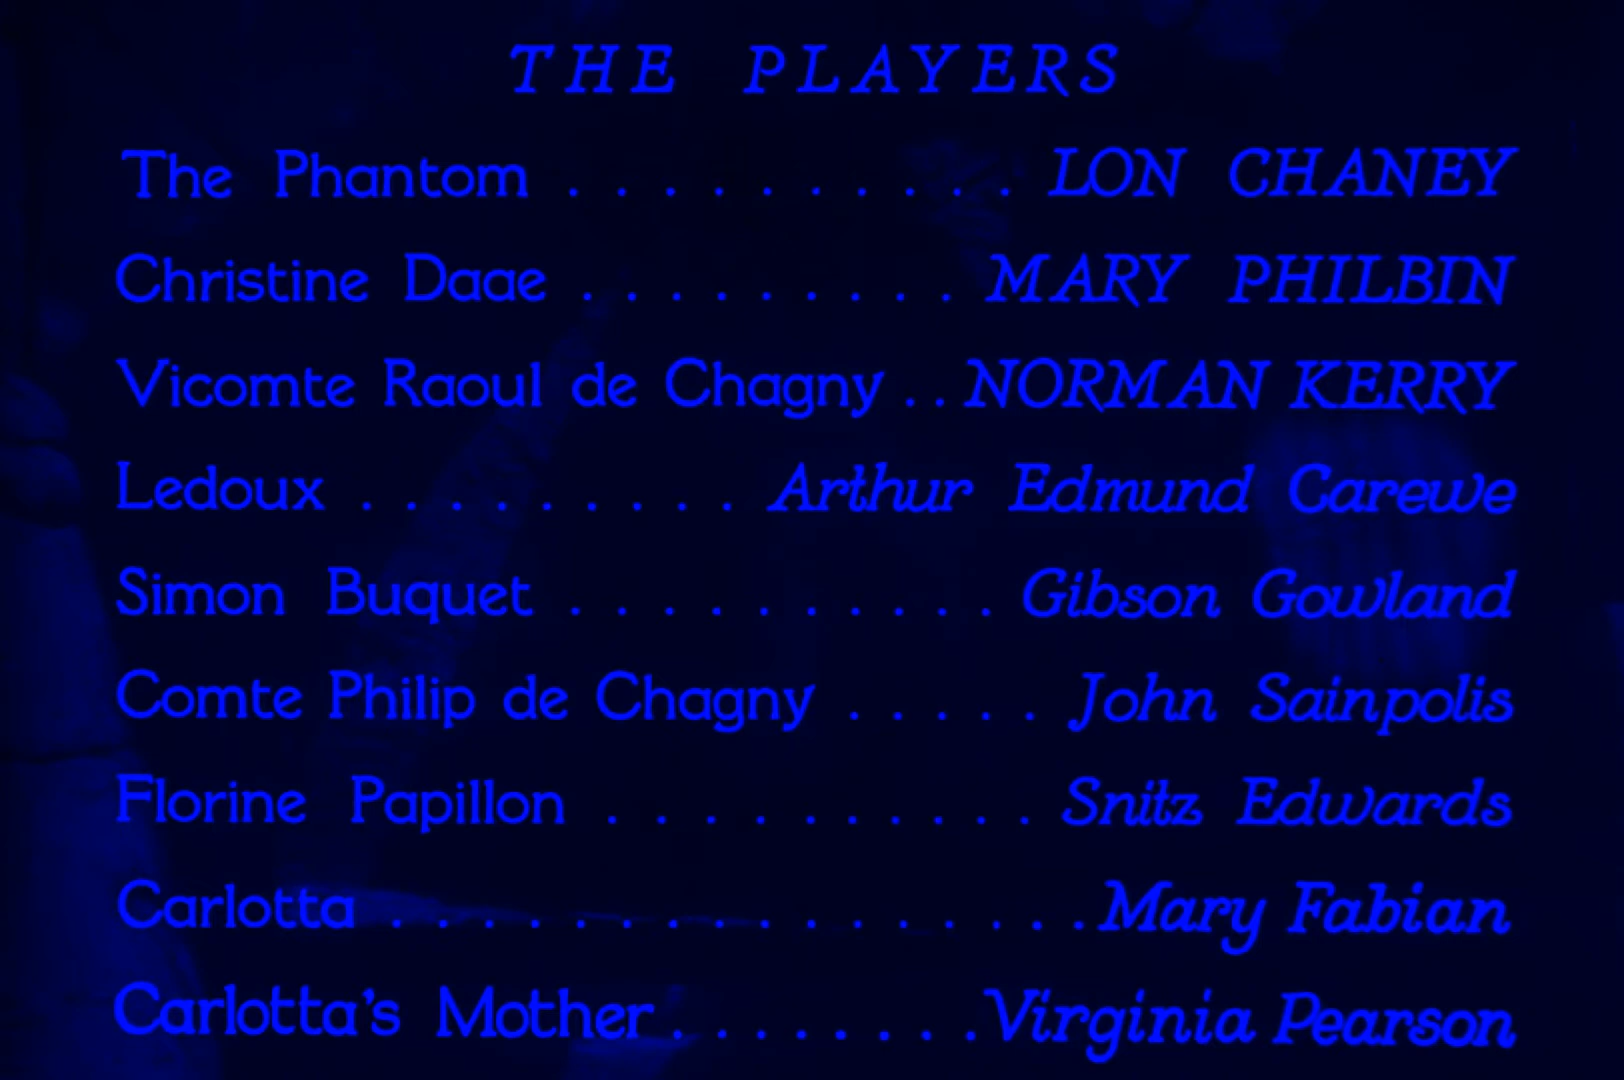 THE PLAYERS
The Phantom . . . . . . . . . . LON CHANEY
Christine Daae . . . . . . . . . MARY PHILBIN
Vicomte Raoul de Chagny . . NORMAN KERRY
Ledoux . . . . . . . . . Arthur Edmund Carewe
Simon Buquet . . . . . . . . . . Gibson Gowland
Comte Philip de Chagny . . . . . John Sainpolis
Florine Papillon . . . . . . . . . . Snitz Edwards
Carlotta . . . . . . . . . . . . . . . . Mary Fabian
Carlotta's Mother . . . . . . . . Virginia Pearson